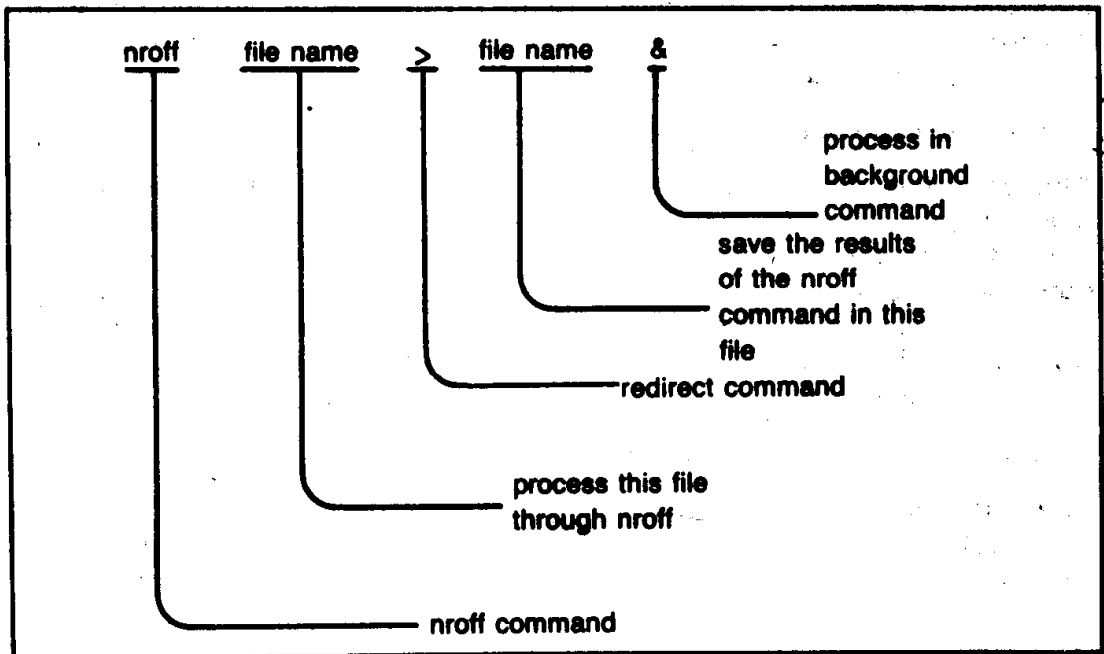 nroff file name > file name &
process in
background
command
save the results
of the nroff
command in this
file
redirect command
process this file
through nroff
nroff command